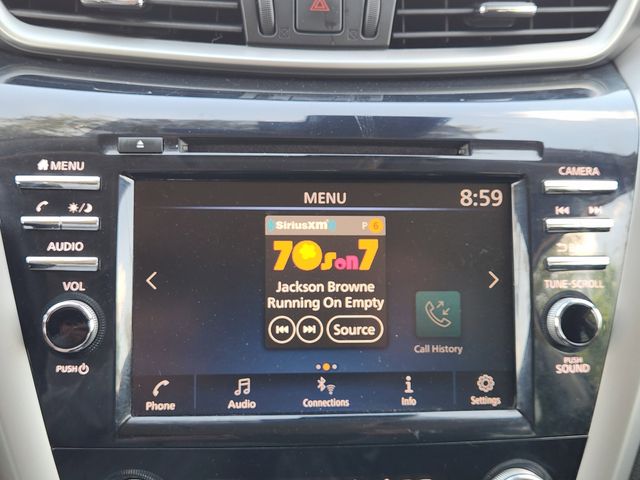 MENU
CAMERA
MENU
8:59
SiriusXM
P 6
70s on 7
AUDIO
Jackson Browne
Running On Empty
Source
VOL
TUNE·SCROLL
Call History
PUSH
PUSH
SOUND
Phone
Audio
Connections
Info
Settings